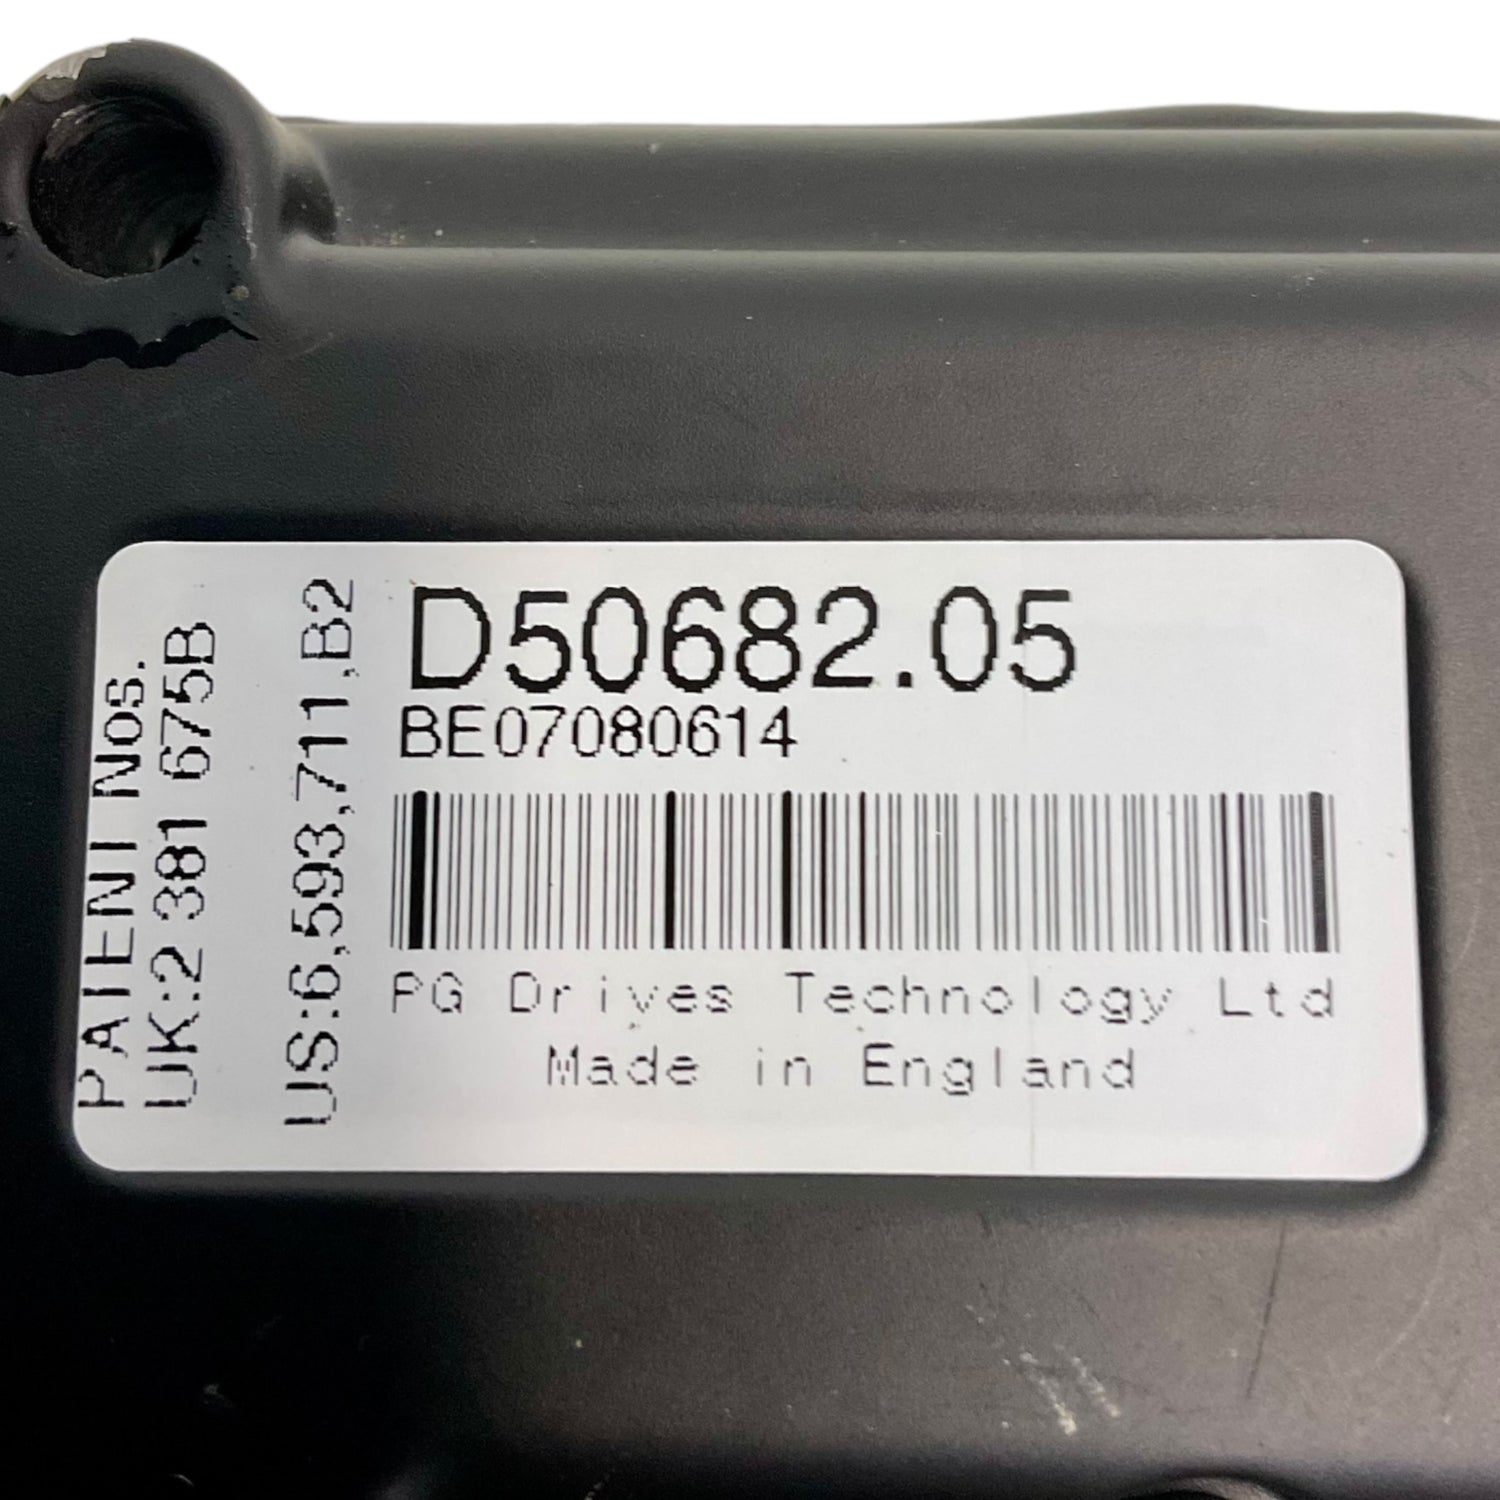 PATENT Nos.
UK:2 381 675B
US:6,593,711,B2
D50682.05
BE07080614
PG Drives Technology Ltd
Made in England